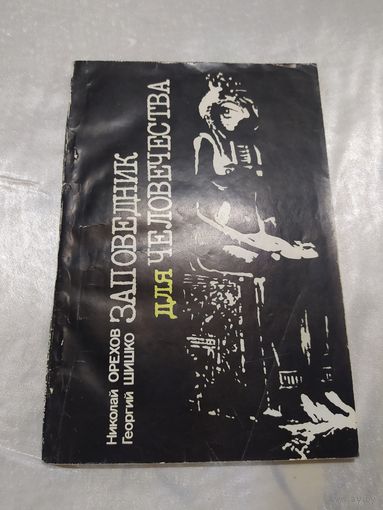 Николай ОРЕХОВ
Георгий ШИШКО
ЗАПОВЕДНИК
ДЛЯ ЧЕЛОВЕЧЕСТВА